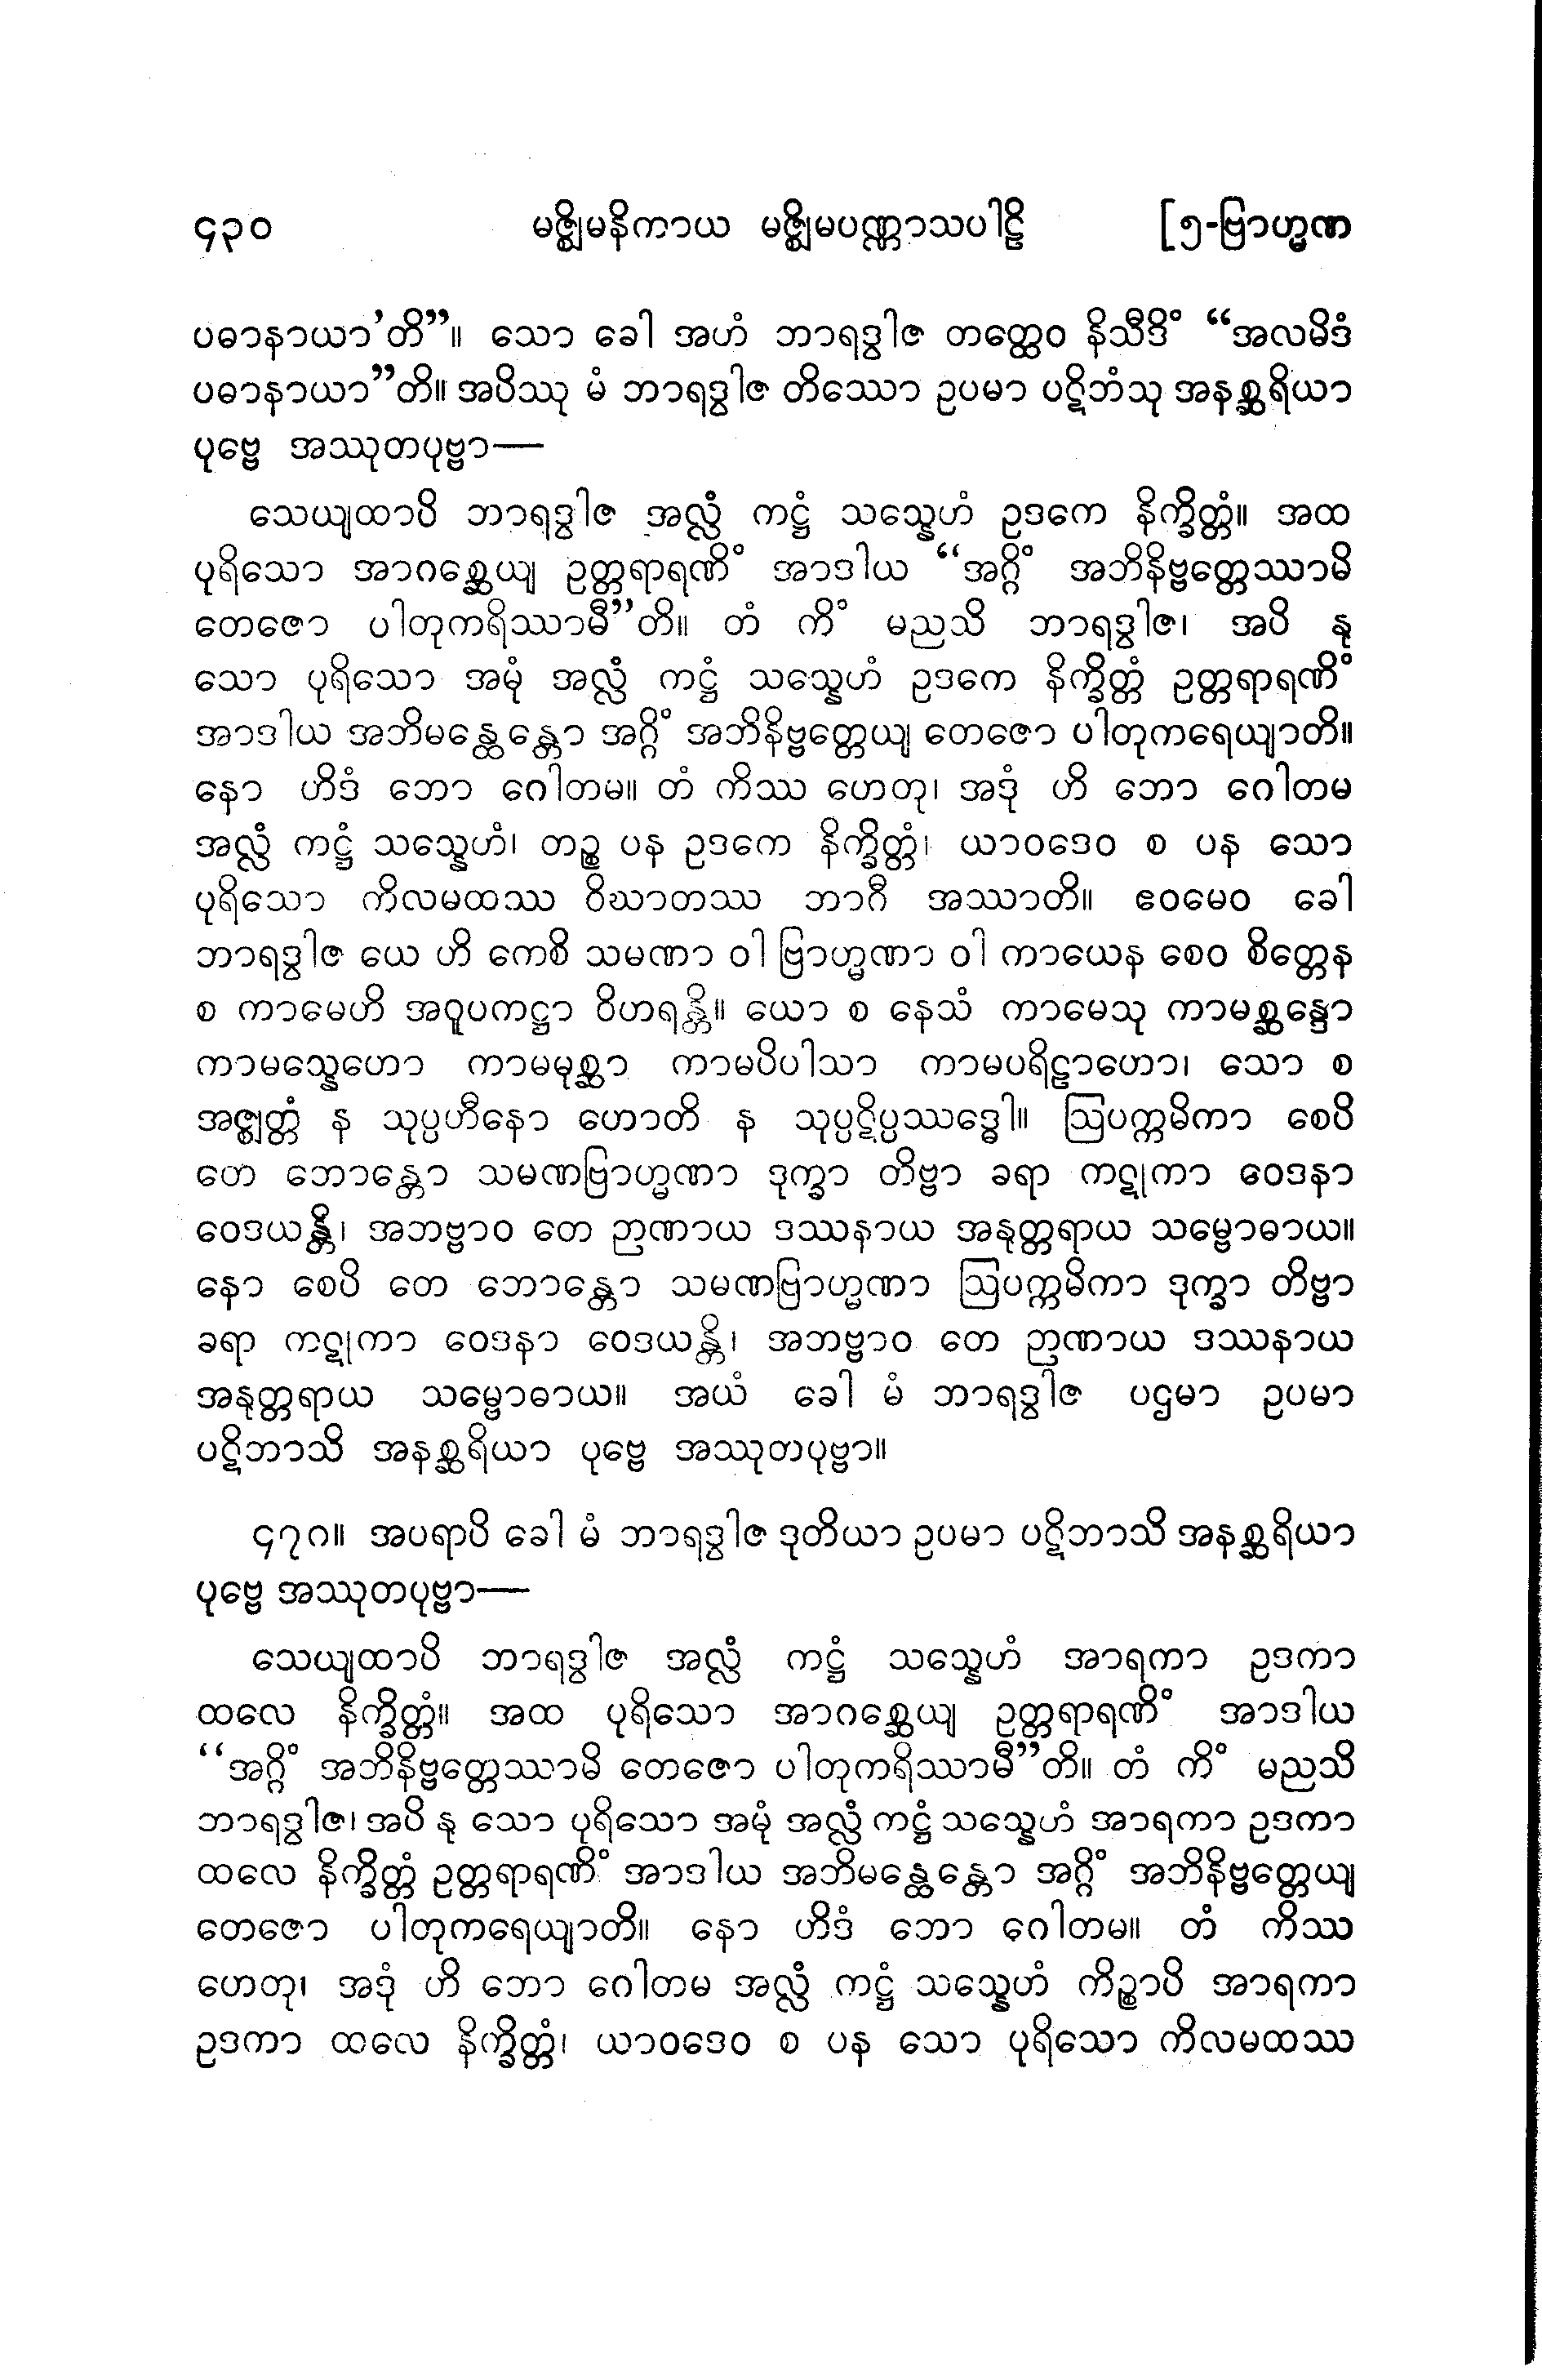 ၄၃၀ မဇ္ဈိမနိကာယ မဇ္ဈိမပဏ္ဏာသပါဠိ [၅-ဗြာဟ္မဏ
ပဓာနာယာ’တိ”။ သော ခေါ အဟံ ဘာရဒွါဇ တတ္ထေဝ နိသီဒိံ “အလမိဒံ
ပဓာနာယာ”တိ။ အပိဿု မံ ဘာရဒွါဇ တိဿော ဥပမာ ပဋိဘံသု အနစ္ဆရိယာ
ပုဗ္ဗေ အဿုတပုဗ္ဗာ—
သေယျထာပိ ဘာရဒွါဇ အလ္လံ ကဋ္ဌံ သသ္နေဟံ ဥဒကေ နိက္ခိတ္တံ။ အထ
ပုရိသော အာဂစ္ဆေယျ ဥတ္တရာရဏိံ အာဒါယ “အဂ္ဂိံ အဘိနိဗ္ဗတ္တေဿာမိ
တေဇော ပါတုကရိဿာမီ”တိ။ တံ ကိံ မညသိ ဘာရဒွါဇ၊ အပိ နု
သော ပုရိသော အမုံ အလ္လံ ကဋ္ဌံ သသ္နေဟံ ဥဒကေ နိက္ခိတ္တံ ဥတ္တရာရဏိံ
အာဒါယ အဘိမန္ထေန္တော အဂ္ဂိံ အဘိနိဗ္ဗတ္တေယျ တေဇော ပါတုကရေယျာတိ။
နော ဟိဒံ ဘော ဂေါတမ။ တံ ကိဿ ဟေတု၊ အဒုံ ဟိ ဘော ဂေါတမ
အလ္လံ ကဋ္ဌံ သသ္နေဟံ၊ တဉ္စ ပန ဥဒကေ နိက္ခိတ္တံ၊ ယာဝဒေဝ စ ပန သော
ပုရိသော ကိလမထဿ ဝိဃာတဿ ဘာဂီ အဿာတိ။ ဧဝမေဝ ခေါ
ဘာရဒွါဇ ယေ ဟိ ကေစိ သမဏာ ဝါ ဗြာဟ္မဏာ ဝါ ကာယေန စေဝ စိတ္တေန
စ ကာမေဟိ အဝူပကဋ္ဌာ ဝိဟရန္တိ။ ယော စ နေသံ ကာမေသု ကာမစ္ဆန္ဒော
ကာမသ္နေဟော ကာမမုစ္ဆာ ကာမပိပါသာ ကာမပရိဠာဟော၊ သော စ
အဇ္ဈတ္တံ န သုပ္ပဟီနော ဟောတိ န သုပ္ပဋိပ္ပဿဒ္ဓေါ။ ဩပက္ကမိကာ စေပိ
တေ ဘောန္တော သမဏဗြာဟ္မဏာ ဒုက္ခာ တိဗ္ဗာ ခရာ ကဋုကာ ဝေဒနာ
ဝေဒယန္တိ၊ အဘဗ္ဗာဝ တေ ဉာဏာယ ဒဿနာယ အနုတ္တရာယ သမ္ဗောဓာယ။
နော စေပိ တေ ဘောန္တော သမဏဗြာဟ္မဏာ ဩပက္ကမိကာ ဒုက္ခာ တိဗ္ဗာ
ခရာ ကဋုကာ ဝေဒနာ ဝေဒယန္တိ၊ အဘဗ္ဗာဝ တေ ဉာဏာယ ဒဿနာယ
အနုတ္တရာယ သမ္ဗောဓာယ။ အယံ ခေါ မံ ဘာရဒွါဇ ပဌမာ ဥပမာ
ပဋိဘာသိ အနစ္ဆရိယာ ပုဗ္ဗေ အဿုတပုဗ္ဗာ။
၄၇၈။ အပရာပိ ခေါ မံ ဘာရဒွါဇ ဒုတိယာ ဥပမာ ပဋိဘာသိ အနစ္ဆရိယာ
ပုဗ္ဗေ အဿုတပုဗ္ဗာ—
သေယျထာပိ ဘာရဒွါဇ အလ္လံ ကဋ္ဌံ သသ္နေဟံ အာရကာ ဥဒကာ
ထလေ နိက္ခိတ္တံ။ အထ ပုရိသော အာဂစ္ဆေယျ ဥတ္တရာရဏိံ အာဒါယ
“အဂ္ဂိံ အဘိနိဗ္ဗတ္တေဿာမိ တေဇော ပါတုကရိဿာမီ”တိ။ တံ ကိံ မညသိ
ဘာရဒွါဇ၊ အပိ နု သော ပုရိသော အမုံ အလ္လံ ကဋ္ဌံ သသ္နေဟံ အာရကာ ဥဒကာ
ထလေ နိက္ခိတ္တံ ဥတ္တရာရဏိံ အာဒါယ အဘိမန္ထေန္တော အဂ္ဂိံ အဘိနိဗ္ဗတ္တေယျ
တေဇော ပါတုကရေယျာတိ။ နော ဟိဒံ ဘော ဂေါတမ။ တံ ကိဿ
ဟေတု၊ အဒုံ ဟိ ဘော ဂေါတမ အလ္လံ ကဋ္ဌံ သသ္နေဟံ ကိဉ္စာပိ အာရကာ
ဥဒကာ ထလေ နိက္ခိတ္တံ၊ ယာဝဒေဝ စ ပန သော ပုရိသော ကိလမထဿ